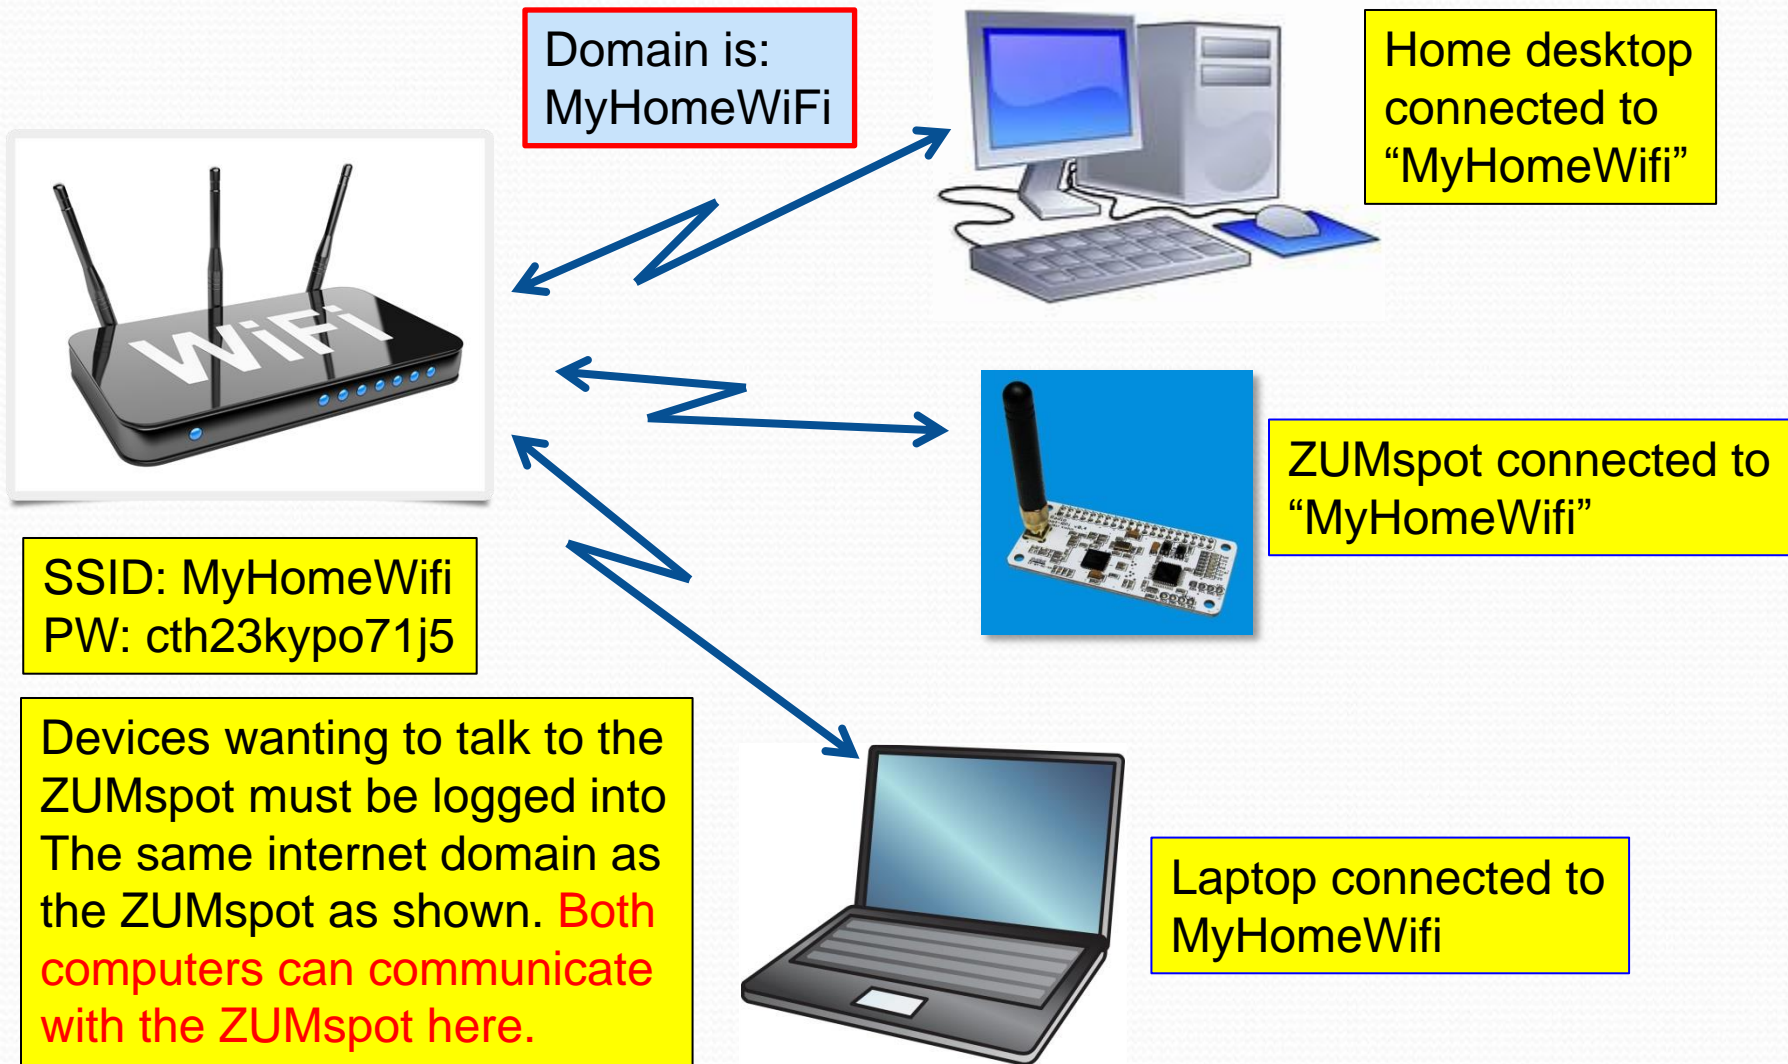 Domain is:
MyHomeWiFi
Home desktop
connected to
“MyHomeWifi”
WiFi
ZUMspot connected to
“MyHomeWifi”
SSID: MyHomeWifi
PW: cth23kypo71j5
Devices wanting to talk to the
ZUMspot must be logged into
The same internet domain as
the ZUMspot as shown. Both
computers can communicate
with the ZUMspot here.
Laptop connected to
MyHomeWifi